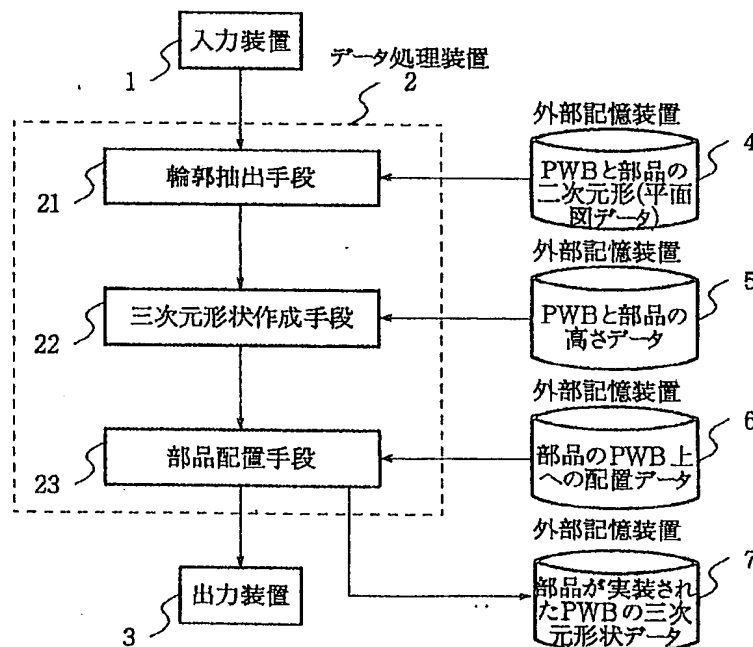 入力装置
1
データ処理装置
2
外部記憶装置
4
輪郭抽出手段
21
PWBと部品の
二次元形(平面
図データ)
外部記憶装置
5
三次元形状作成手段
22
PWBと部品の
高さデータ
外部記憶装置
6
部品配置手段
23
部品のPWB上
への配置データ
外部記憶装置
7
出力装置
3
部品が実装され
たPWBの三次
元形状データ